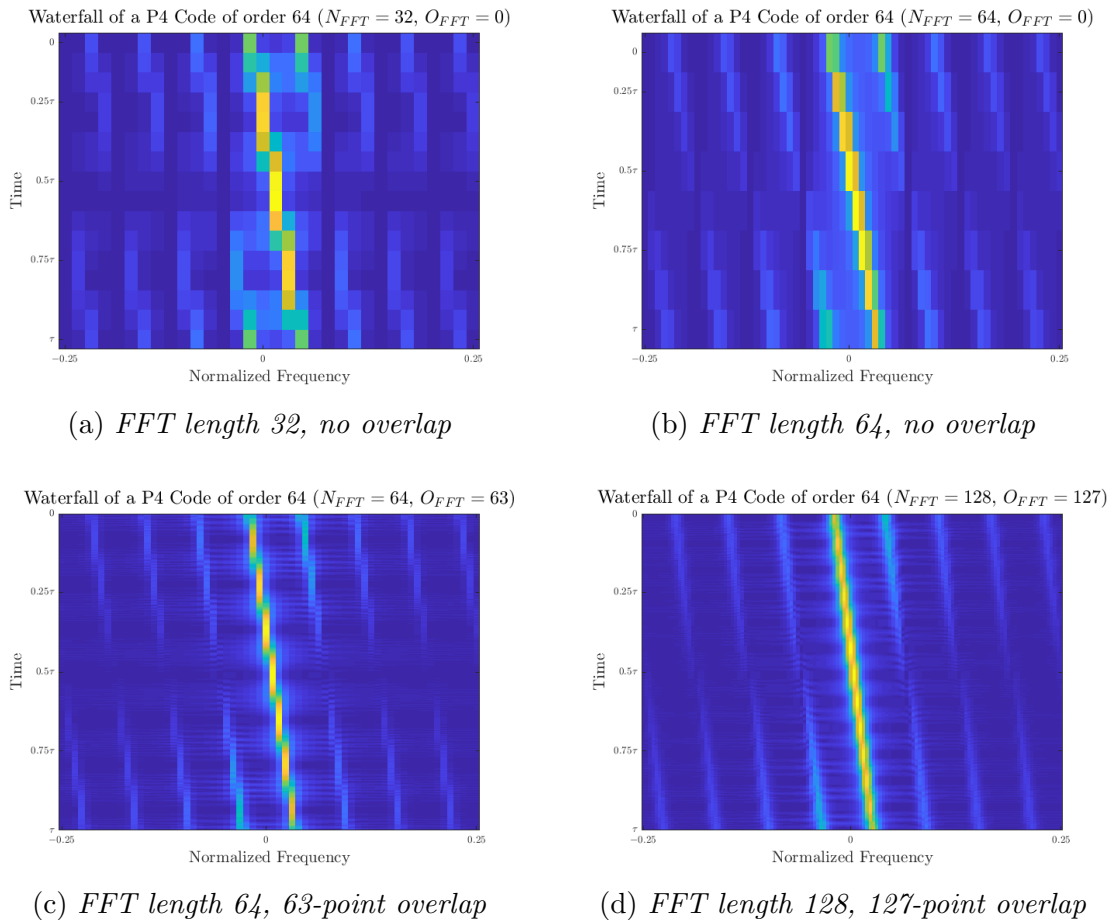 Waterfall of a P4 Code of order 64 (N_FFT = 32, O_FFT = 0)
0
0.25τ
0.5τ
0.75τ
τ
Time
-0.25
0
0.25
Normalized Frequency
(a) FFT length 32, no overlap
Waterfall of a P4 Code of order 64 (N_FFT = 64, O_FFT = 0)
0
0.25τ
0.5τ
0.75τ
τ
Time
-0.25
0
0.25
Normalized Frequency
(b) FFT length 64, no overlap
Waterfall of a P4 Code of order 64 (N_FFT = 64, O_FFT = 63)
0
0.25τ
0.5τ
0.75τ
τ
Time
-0.25
0
0.25
Normalized Frequency
(c) FFT length 64, 63-point overlap
Waterfall of a P4 Code of order 64 (N_FFT = 128, O_FFT = 127)
0
0.25τ
0.5τ
0.75τ
τ
Time
-0.25
0
0.25
Normalized Frequency
(d) FFT length 128, 127-point overlap